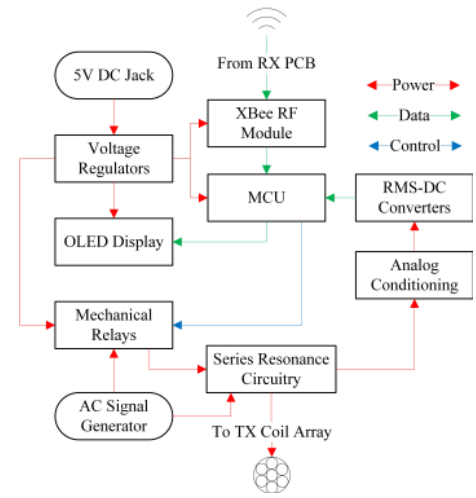 From RX PCB
5V DC Jack
Power
XBee RF
Module
Data
Voltage
Regulators
Control
MCU
RMS-DC
Converters
OLED Display
Analog
Conditioning
Mechanical
Relays
Series Resonance
Circuitry
AC Signal
Generator
To TX Coil Array